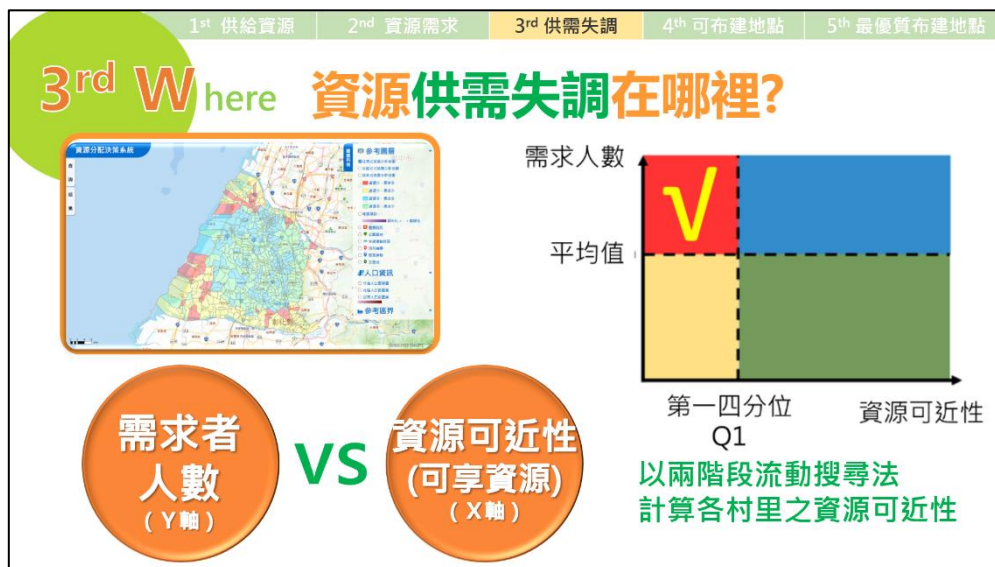 1st 供給資源
2nd 資源需求
3rd 供需失調
4th 可布建地點
5th 最優質布建地點
3rd Where
資源供需失調在哪裡?
資源分配決策系統
參考圖層
人口資訊
參考區界
需求人數
平均值
√
第一四分位
Q1
資源可近性
需求者
人數
(Y軸)
VS
資源可近性
(可享資源)
(X軸)
以兩階段流動搜尋法
計算各村里之資源可近性